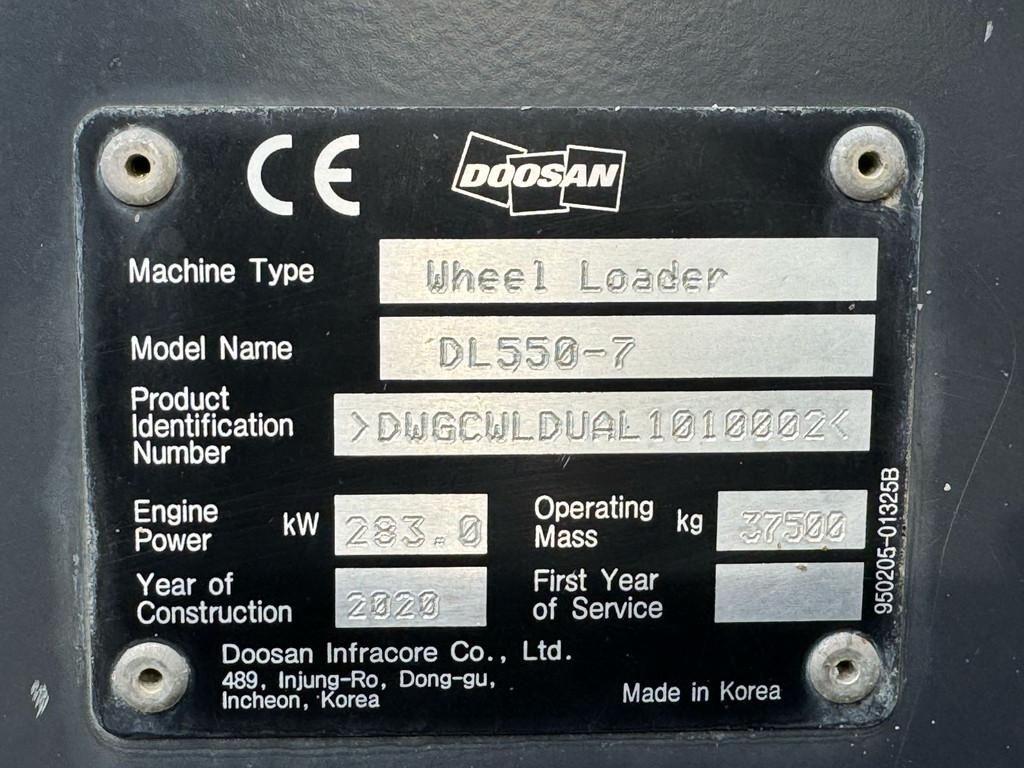 CE DOOSAN
Machine Type Wheel Loader
Model Name DL550-7
Product
Identification
Number >DWGCWLDUAL1010002<
Engine
Power kW 283.0
Operating
Mass kg 37500
Year of
Construction 2020
First Year
of Service
950205-01325B
Doosan Infracore Co., Ltd.
489, Injung-Ro, Dong-gu,
Incheon, Korea
Made in Korea